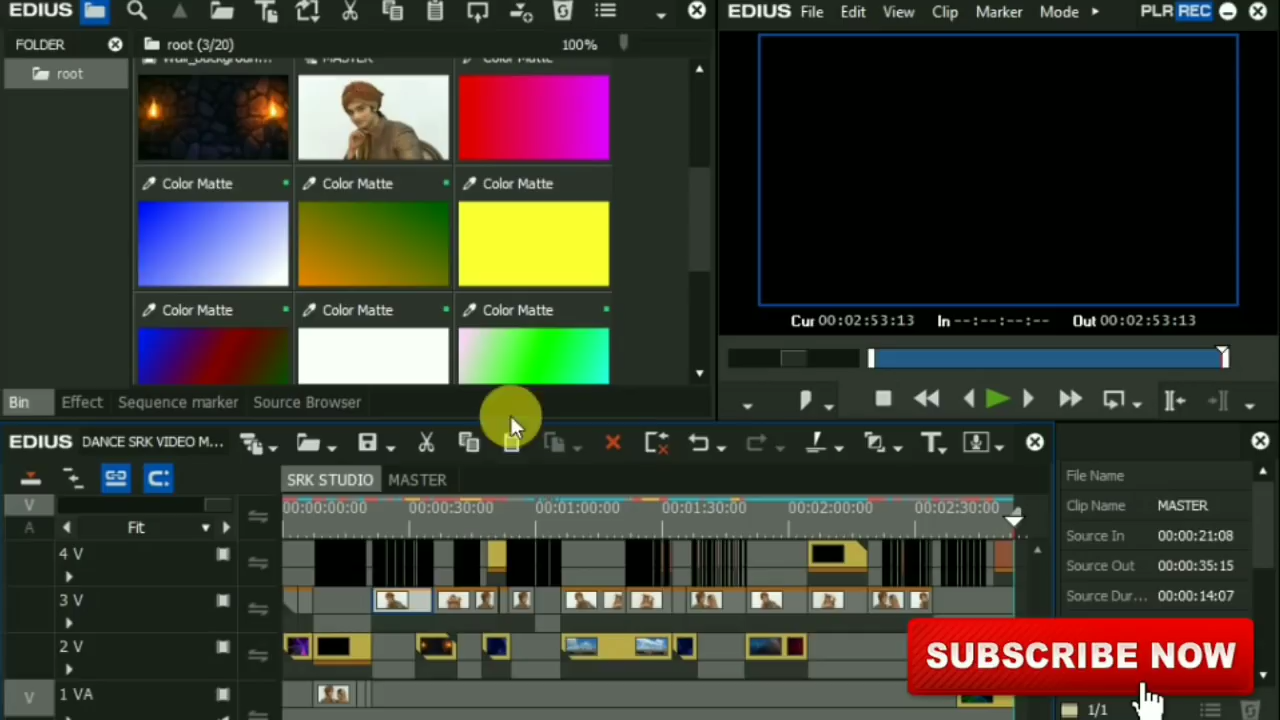 EDIUS
EDIUS File Edit View Clip Marker Mode PLR REC
FOLDER
root (3/20) 100%
root
MASTER Color Matte
Color Matte Color Matte Color Matte
Color Matte Color Matte Color Matte
Cur 00:02:53:13 In --:--:--:-- Out 00:02:53:13
Bin Effect Sequence marker Source Browser
EDIUS DANCE SRK VIDEO M...
SRK STUDIO MASTER
File Name
V
00:00:00:00 00:00:30:00 00:01:00:00 00:01:30:00 00:02:00:00 00:02:30:00
Clip Name MASTER
A Fit
Source In 00:00:21:08
4 V
Source Out 00:00:35:15
3 V
Source Dur... 00:00:14:07
2 V
SUBSCRIBE NOW
V 1 VA
1/1